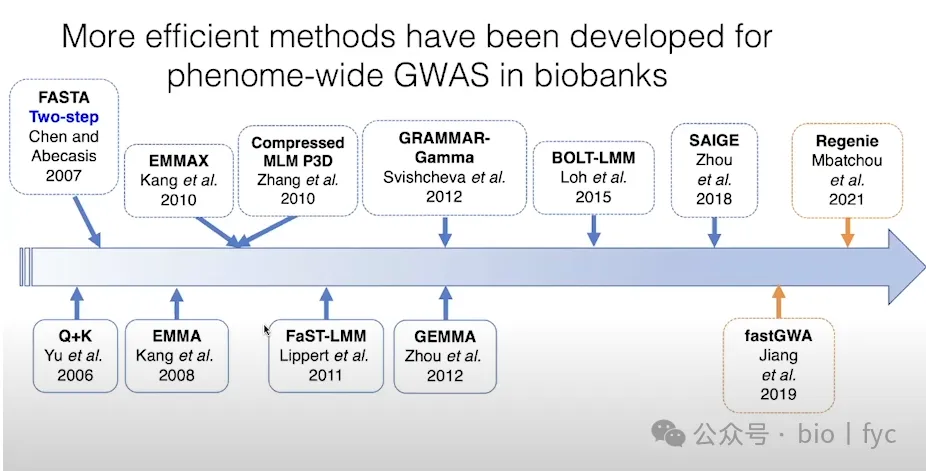 More efficient methods have been developed for
phenome-wide GWAS in biobanks
FASTA
Two-step
Chen and
Abecasis
2007
EMMAX
Kang et al.
2010
Compressed
MLM P3D
Zhang et al.
2010
GRAMMAR-
Gamma
Svishcheva et al.
2012
BOLT-LMM
Loh et al.
2015
SAIGE
Zhou
et al.
2018
Regenie
Mbatchou
et al.
2021
Q+K
Yu et al.
2006
EMMA
Kang et al.
2008
FaST-LMM
Lippert et al.
2011
GEMMA
Zhou et al.
2012
fastGWA
Jiang
et al.
2019
公众号 · bio | fyc